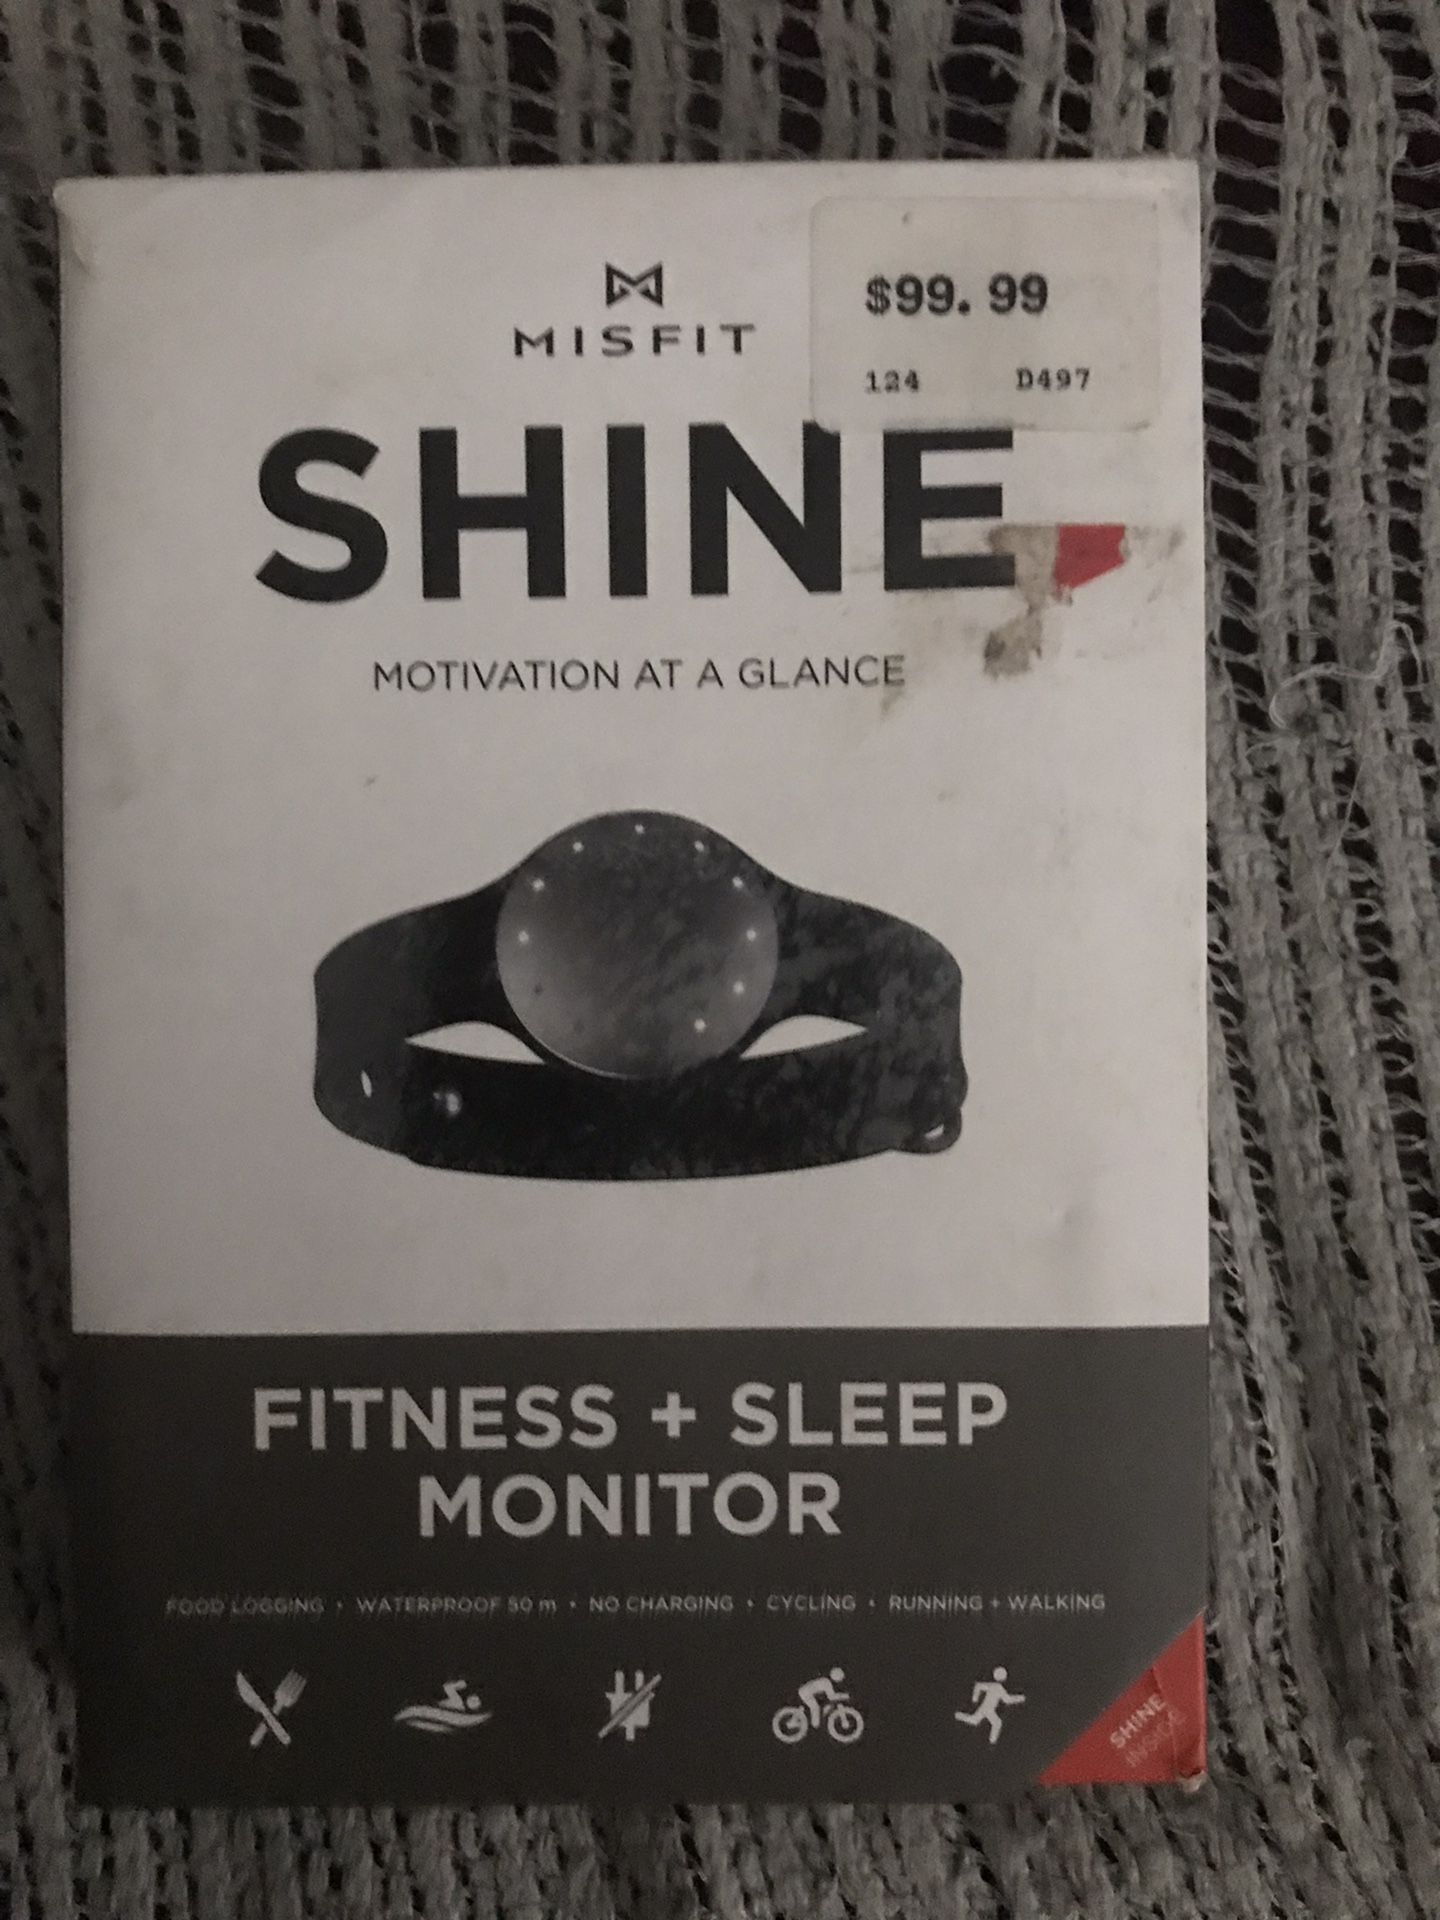 MISFIT
$99.99
124 D497
SHINE
MOTIVATION AT A GLANCE
FITNESS + SLEEP
MONITOR
FOOD LOGGING • WATERPROOF 50 m • NO CHARGING • CYCLING • RUNNING + WALKING
SHINE
INSIDE